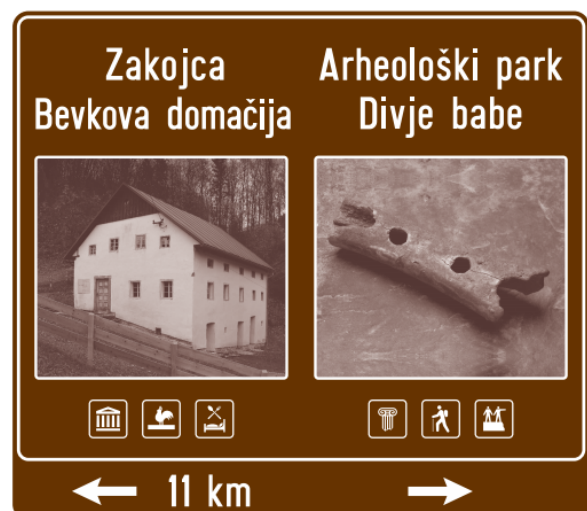 Zakojca
Bevkova domačija
Arheološki park
Divje babe
11 km